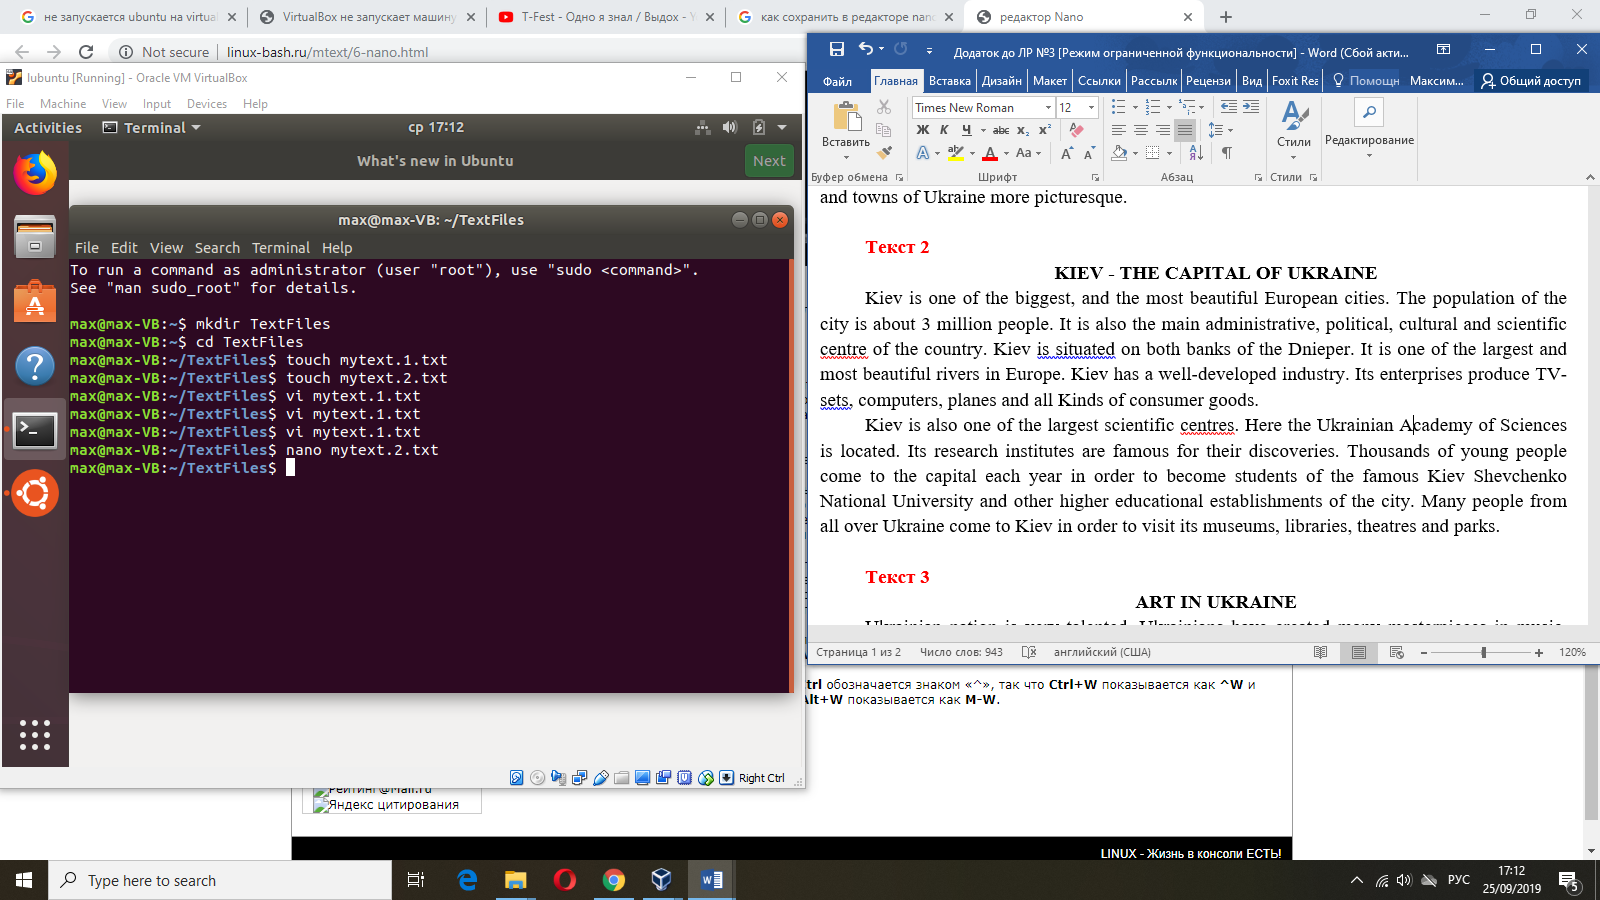 не запускается ubuntu на virtual
VirtualBox не запускает машину
T-Fest - Одно я знал / Выдох - Y
как сохранить в редакторе nano
редактор Nano
Not secure
linux-bash.ru/mtext/6-nano.html
lubuntu [Running] - Oracle VM VirtualBox
File Machine View Input Devices Help
Activities
Terminal
ср 17:12
What's new in Ubuntu
Next
max@max-VB: ~/TextFiles
File Edit View Search Terminal Help
To run a command as administrator (user "root"), use "sudo <command>".
See "man sudo_root" for details.
max@max-VB:~$ mkdir TextFiles
max@max-VB:~$ cd TextFiles
max@max-VB:~/TextFiles$ touch mytext.1.txt
max@max-VB:~/TextFiles$ touch mytext.2.txt
max@max-VB:~/TextFiles$ vi mytext.1.txt
max@max-VB:~/TextFiles$ vi mytext.1.txt
max@max-VB:~/TextFiles$ vi mytext.1.txt
max@max-VB:~/TextFiles$ nano mytext.2.txt
max@max-VB:~/TextFiles$
Right Ctrl
Додаток до ЛР №3 [Режим ограниченной функциональности] - Word (Сбой акти...
Файл Главная Вставка Дизайн Макет Ссылки Рассылк Рецензи Вид Foxit Rea Помощн Максим... Общий доступ
Times New Roman 12
Вставить
Ж К Ч abc x₂ x²
Aa
Стили
Редактирование
Буфер обмена Шрифт Абзац Стили
and towns of Ukraine more picturesque.
Текст 2
KIEV - THE CAPITAL OF UKRAINE
Kiev is one of the biggest, and the most beautiful European cities. The population of the
city is about 3 million people. It is also the main administrative, political, cultural and scientific
centre of the country. Kiev is situated on both banks of the Dnieper. It is one of the largest and
most beautiful rivers in Europe. Kiev has a well-developed industry. Its enterprises produce TV-
sets, computers, planes and all Kinds of consumer goods.
Kiev is also one of the largest scientific centres. Here the Ukrainian Academy of Sciences
is located. Its research institutes are famous for their discoveries. Thousands of young people
come to the capital each year in order to become students of the famous Kiev Shevchenko
National University and other higher educational establishments of the city. Many people from
all over Ukraine come to Kiev in order to visit its museums, libraries, theatres and parks.
Текст 3
ART IN UKRAINE
Страница 1 из 2 Число слов: 943 английский (США) 120%
trl обозначается знаком «^», так что Ctrl+W показывается как ^W и
Alt+W показывается как M-W.
Рейтинг@Mail.ru
Яндекс цитирования
LINUX - Жизнь в консоли ЕСТЬ!
Type here to search
РУС
17:12
25/09/2019
5